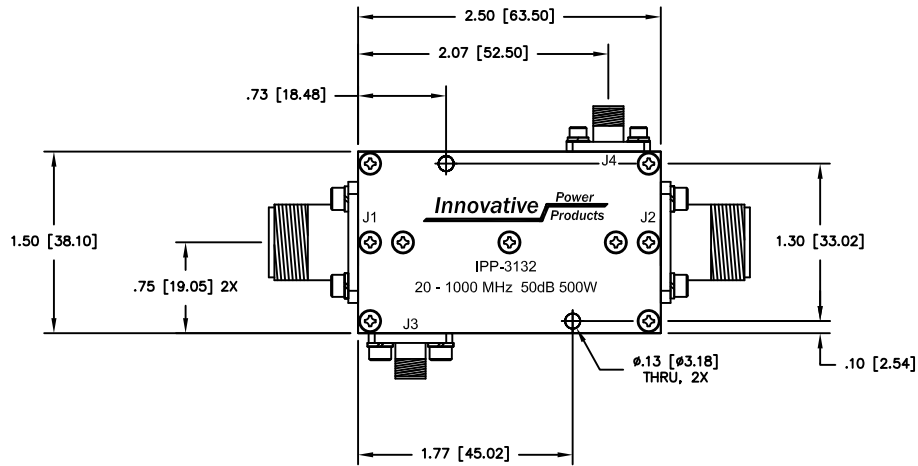 2.50 [63.50]
2.07 [52.50]
.73 [18.48]
J4
Innovative Power Products
J1
J2
1.50 [38.10]
1.30 [33.02]
.75 [19.05] 2X
IPP-3132
20 - 1000 MHz 50dB 500W
J3
ø.13 [ø3.18]
THRU, 2X
.10 [2.54]
1.77 [45.02]